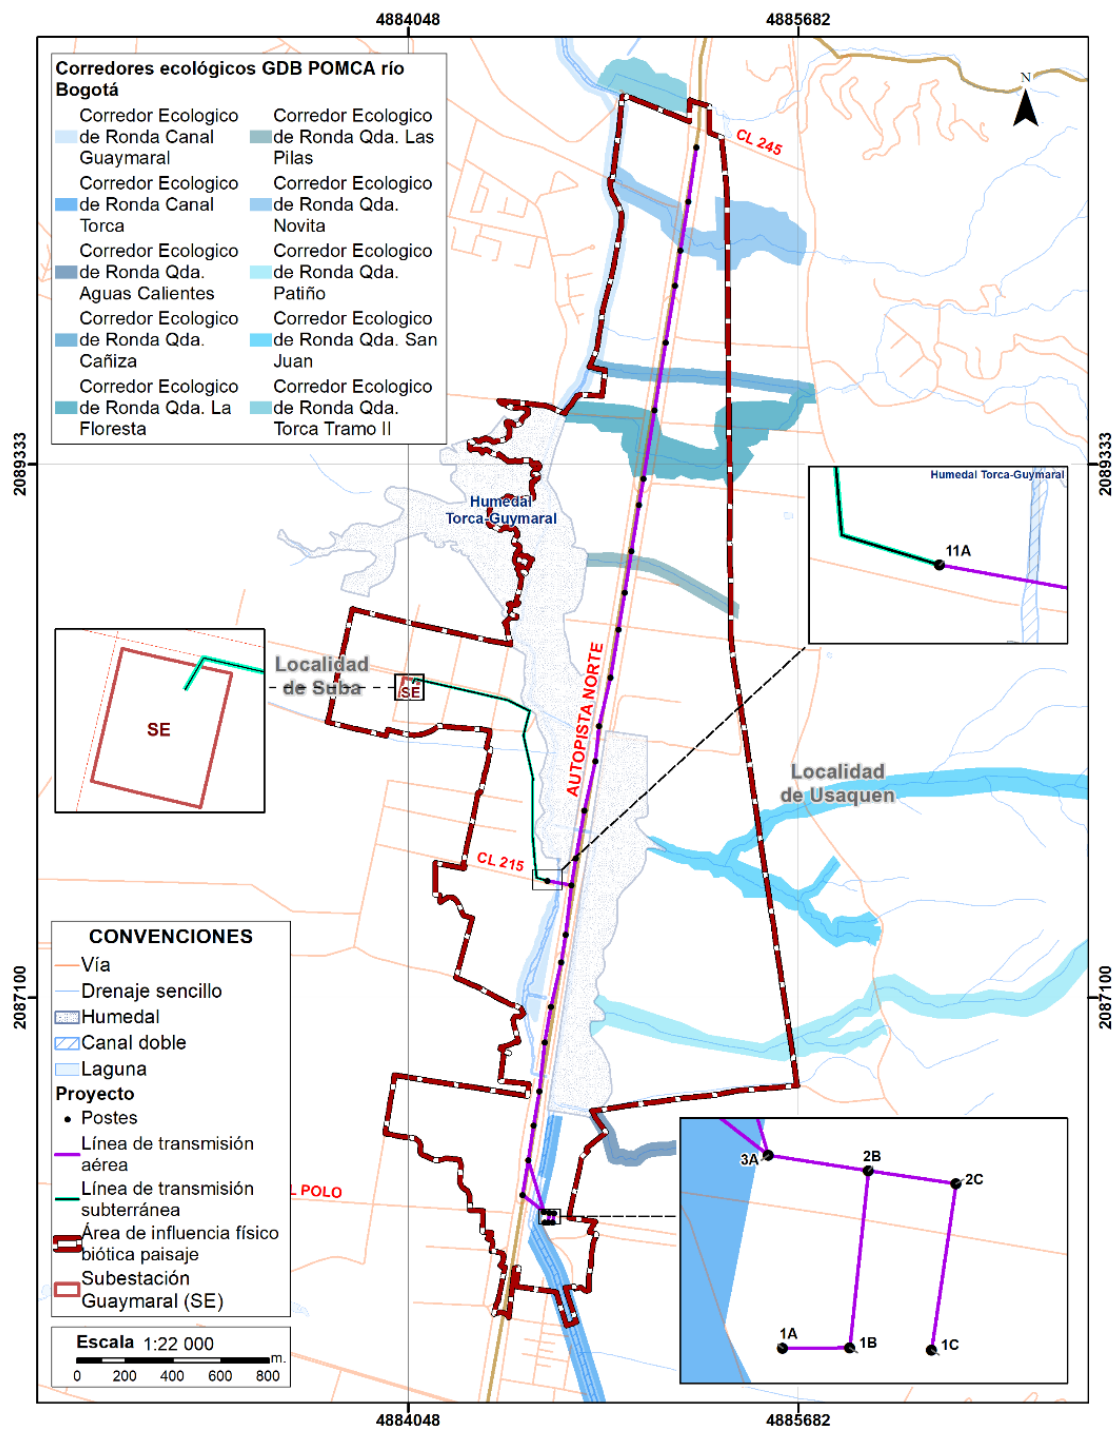 4884048
4885682
Corredores ecológicos GDB POMCA río
Bogotá
Corredor Ecologico
de Ronda Canal
Guaymaral
Corredor Ecologico
de Ronda Canal
Torca
Corredor Ecologico
de Ronda Qda.
Aguas Calientes
Corredor Ecologico
de Ronda Qda.
Cañiza
Corredor Ecologico
de Ronda Qda. La
Floresta
Corredor Ecologico
de Ronda Qda. Las
Pilas
Corredor Ecologico
de Ronda Qda.
Novita
Corredor Ecologico
de Ronda Qda.
Patiño
Corredor Ecologico
de Ronda Qda. San
Juan
Corredor Ecologico
de Ronda Qda.
Torca Tramo II
N
CL 245
2089333
2089333
Humedal
Torca-Guymaral
Humedal Torca-Guymaral
11A
Localidad
de Suba
SE
SE
AUTOPISTA NORTE
Localidad
de Usaquen
CL 215
2087100
2087100
CONVENCIONES
Vía
Drenaje sencillo
Humedal
Canal doble
Laguna
Proyecto
Postes
Línea de transmisión
aérea
Línea de transmisión
subterránea
Área de influencia físico
biótica paisaje
Subestación
Guaymaral (SE)
L POLO
3A
2B
2C
1A
1B
1C
Escala 1:22 000
m.
0 200 400 600 800
4884048
4885682